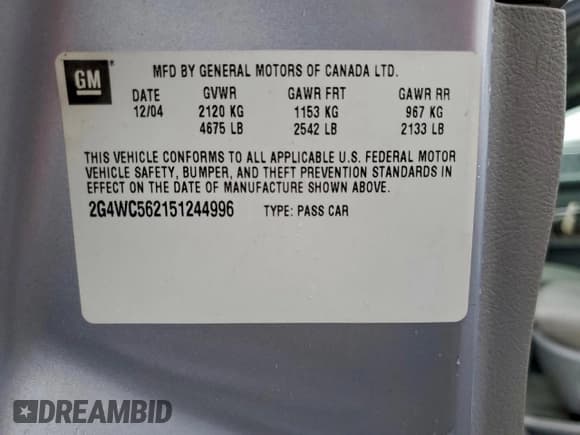 GM ®
MFD BY GENERAL MOTORS OF CANADA LTD.
DATE GVWR GAWR FRT GAWR RR
12/04 2120 KG 1153 KG 967 KG
4675 LB 2542 LB 2133 LB
THIS VEHICLE CONFORMS TO ALL APPLICABLE U.S. FEDERAL MOTOR
VEHICLE SAFETY, BUMPER, AND THEFT PREVENTION STANDARDS IN
EFFECT ON THE DATE OF MANUFACTURE SHOWN ABOVE.
2G4WC562151244996 TYPE: PASS CAR
DREAMBID